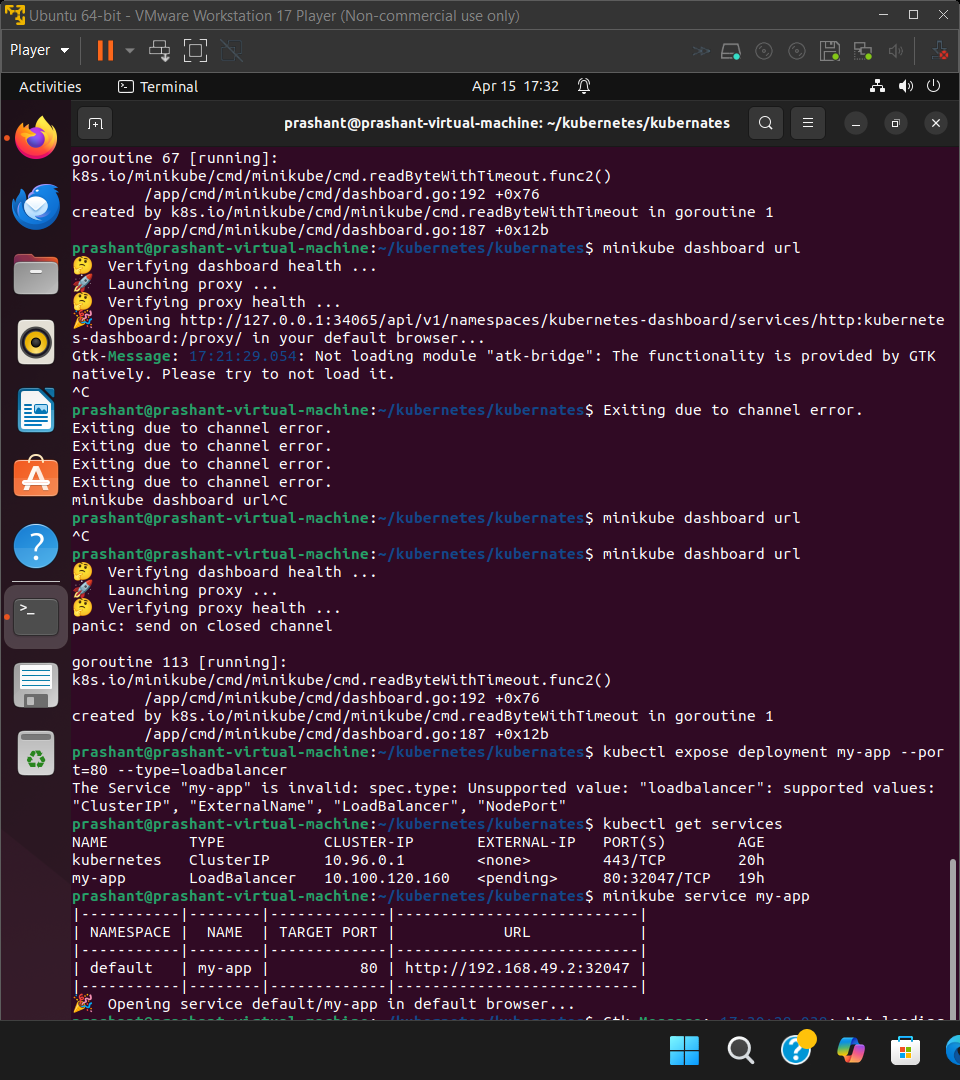 Ubuntu 64-bit - VMware Workstation 17 Player (Non-commercial use only)
Player
Activities
Terminal
Apr 15 17:32
prashant@prashant-virtual-machine: ~/kubernetes/kubernates
goroutine 67 [running]:
k8s.io/minikube/cmd/minikube/cmd.readByteWithTimeout.func2()
        /app/cmd/minikube/cmd/dashboard.go:192 +0x76
created by k8s.io/minikube/cmd/minikube/cmd.readByteWithTimeout in goroutine 1
        /app/cmd/minikube/cmd/dashboard.go:187 +0x12b
prashant@prashant-virtual-machine:~/kubernetes/kubernates$ minikube dashboard url
🤔  Verifying dashboard health ...
🚀  Launching proxy ...
🤔  Verifying proxy health ...
🎉  Opening http://127.0.0.1:34065/api/v1/namespaces/kubernetes-dashboard/services/http:kubernete
s-dashboard:/proxy/ in your default browser...
Gtk-Message: 17:21:29.054: Not loading module "atk-bridge": The functionality is provided by GTK
natively. Please try to not load it.
^C
prashant@prashant-virtual-machine:~/kubernetes/kubernates$ Exiting due to channel error.
Exiting due to channel error.
Exiting due to channel error.
Exiting due to channel error.
Exiting due to channel error.
minikube dashboard url^C
prashant@prashant-virtual-machine:~/kubernetes/kubernates$ minikube dashboard url
^C
prashant@prashant-virtual-machine:~/kubernetes/kubernates$ minikube dashboard url
🤔  Verifying dashboard health ...
🚀  Launching proxy ...
🤔  Verifying proxy health ...
panic: send on closed channel
goroutine 113 [running]:
k8s.io/minikube/cmd/minikube/cmd.readByteWithTimeout.func2()
        /app/cmd/minikube/cmd/dashboard.go:192 +0x76
created by k8s.io/minikube/cmd/minikube/cmd.readByteWithTimeout in goroutine 1
        /app/cmd/minikube/cmd/dashboard.go:187 +0x12b
prashant@prashant-virtual-machine:~/kubernetes/kubernates$ kubectl expose deployment my-app --por
t=80 --type=loadbalancer
The Service "my-app" is invalid: spec.type: Unsupported value: "loadbalancer": supported values:
"ClusterIP", "ExternalName", "LoadBalancer", "NodePort"
prashant@prashant-virtual-machine:~/kubernetes/kubernates$ kubectl get services
NAME         TYPE           CLUSTER-IP       EXTERNAL-IP   PORT(S)        AGE
kubernetes   ClusterIP      10.96.0.1        <none>        443/TCP        20h
my-app       LoadBalancer   10.100.120.160   <pending>     80:32047/TCP   19h
prashant@prashant-virtual-machine:~/kubernetes/kubernates$ minikube service my-app
|-----------|--------|-------------|---------------------------|
| NAMESPACE |  NAME  | TARGET PORT |            URL            |
|-----------|--------|-------------|---------------------------|
| default   | my-app |          80 | http://192.168.49.2:32047 |
|-----------|--------|-------------|---------------------------|
🎉  Opening service default/my-app in default browser...